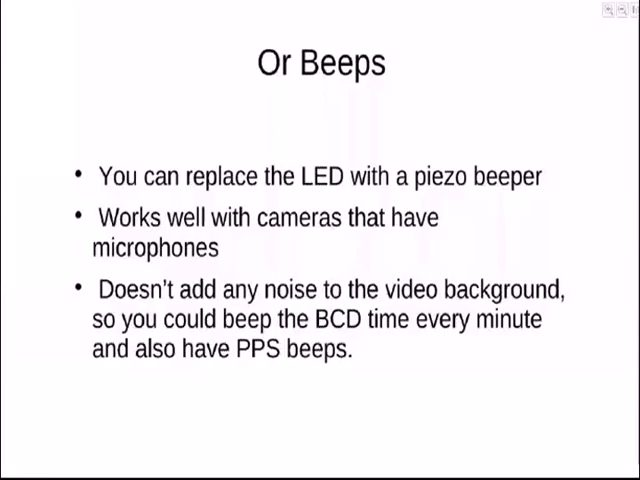 Or Beeps
• You can replace the LED with a piezo beeper
• Works well with cameras that have
microphones
• Doesn't add any noise to the video background,
so you could beep the BCD time every minute
and also have PPS beeps.